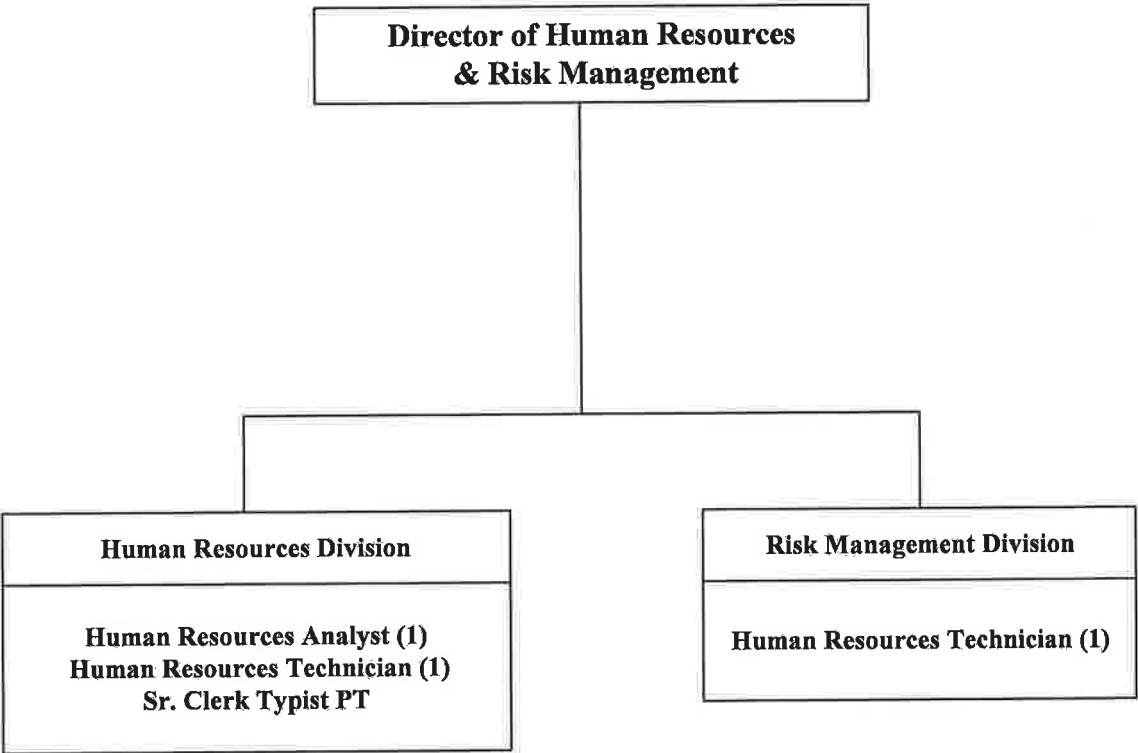 Director of Human Resources
& Risk Management
Human Resources Division
Human Resources Analyst (1)
Human Resources Technician (1)
Sr. Clerk Typist PT
Risk Management Division
Human Resources Technician (1)